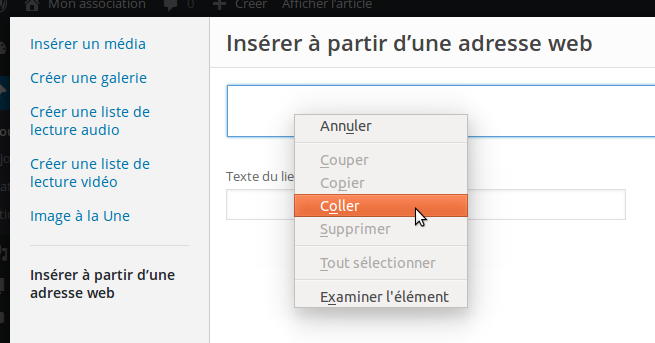 Mon association 0 Créer Afficher l'article
Insérer un média
Créer une galerie
Créer une liste de
lecture audio
Créer une liste de
lecture vidéo
Image à la Une
Insérer à partir d’une
adresse web
Insérer à partir d’une adresse web
Texte du lie
Annuler
Couper
Copier
Coller
Supprimer
Tout sélectionner
Examiner l'élément